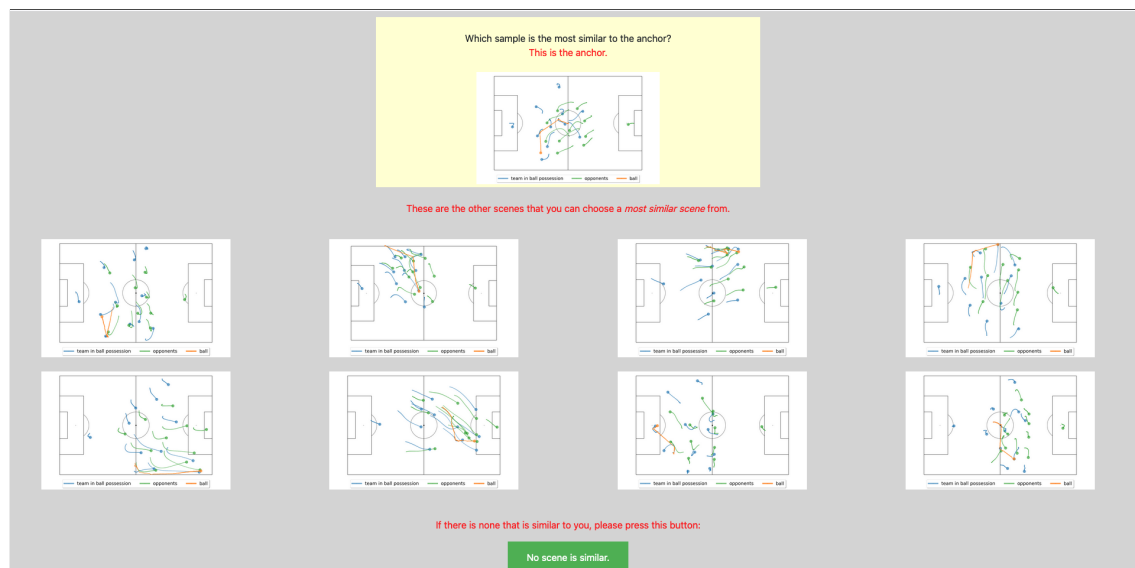 Which sample is the most similar to the anchor?
This is the anchor.
team in ball possession opponents ball
These are the other scenes that you can choose a most similar scene from.
team in ball possession opponents ball
team in ball possession opponents ball
team in ball possession opponents ball
team in ball possession opponents ball
team in ball possession opponents ball
team in ball possession opponents ball
team in ball possession opponents ball
team in ball possession opponents ball
If there is none that is similar to you, please press this button:
No scene is similar.